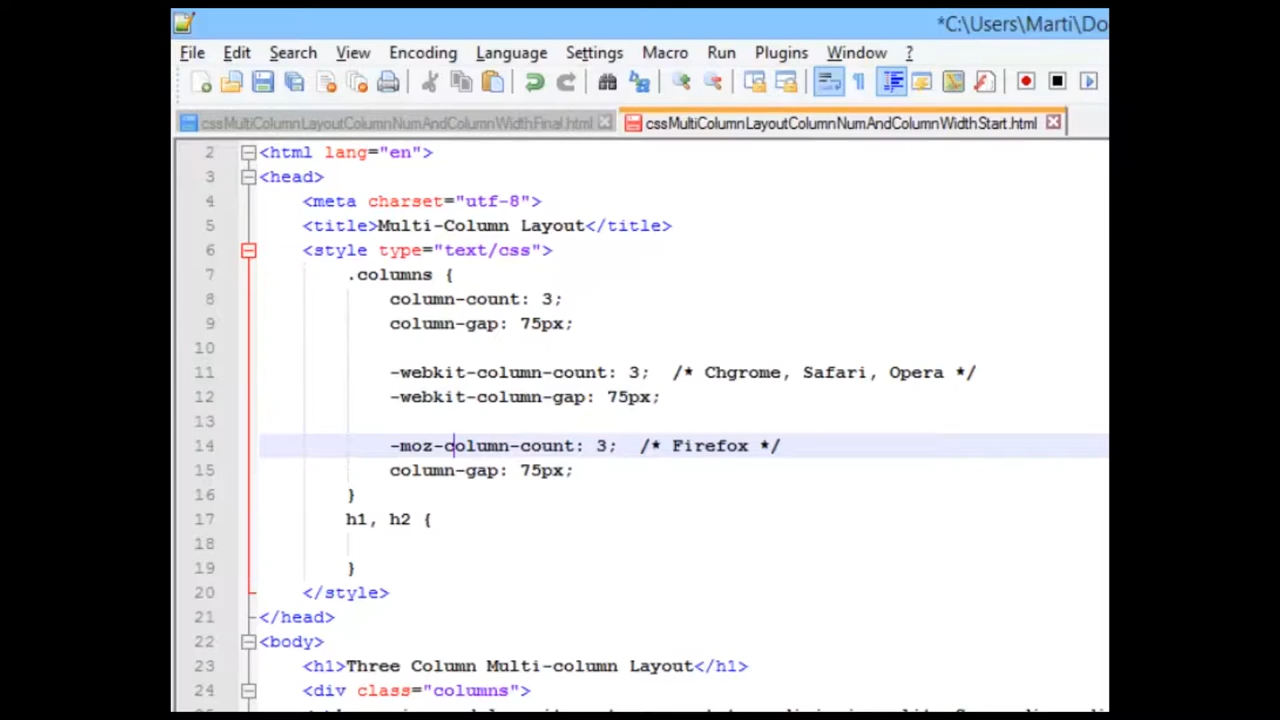 *C:\Users\Marti\Do
File Edit Search View Encoding Language Settings Macro Run Plugins Window ?
cssMultiColumnLayoutColumnNumAndColumnWidthFinal.html cssMultiColumnLayoutColumnNumAndColumnWidthStart.html
2 <html lang="en">
3 <head>
4 <meta charset="utf-8">
5 <title>Multi-Column Layout</title>
6 <style type="text/css">
7 .columns {
8 column-count: 3;
9 column-gap: 75px;
10
11 -webkit-column-count: 3; /* Chgrome, Safari, Opera */
12 -webkit-column-gap: 75px;
13
14 -moz-column-count: 3; /* Firefox */
15 column-gap: 75px;
16 }
17 h1, h2 {
18
19 }
20 </style>
21 </head>
22 <body>
23 <h1>Three Column Multi-column Layout</h1>
24 <div class="columns">